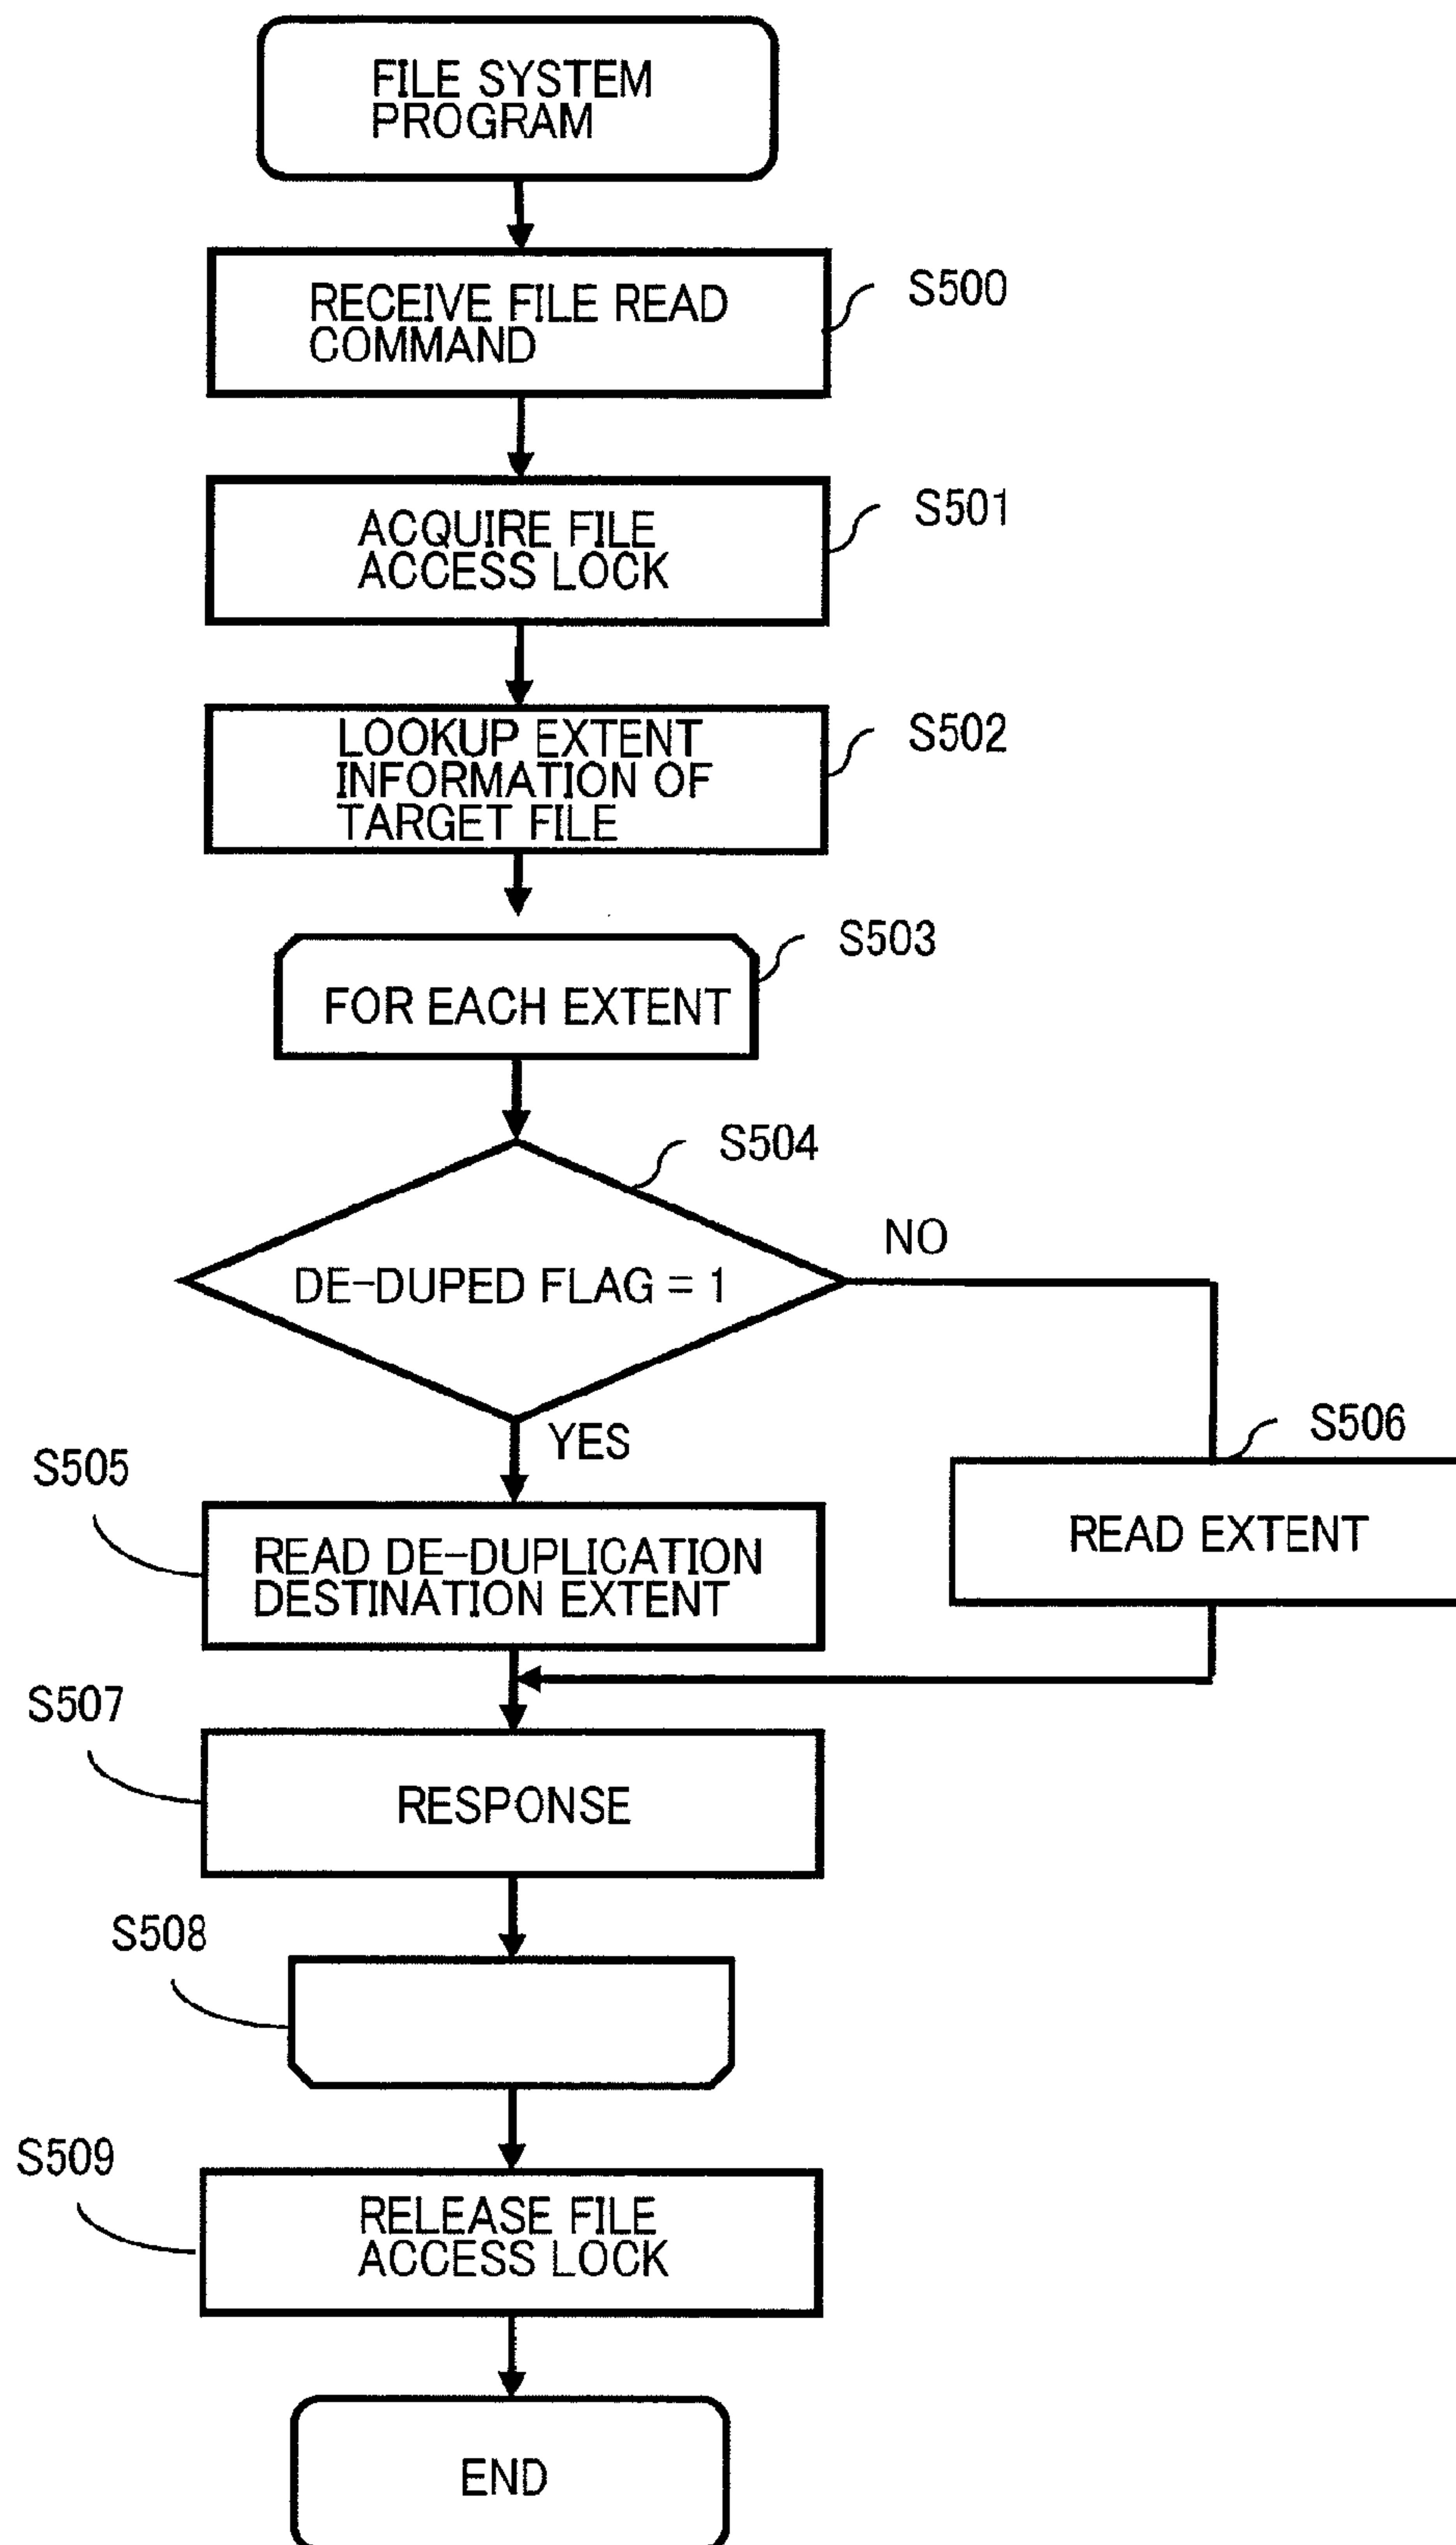 FILE SYSTEM
PROGRAM
RECEIVE FILE READ
COMMAND
S500
ACQUIRE FILE
ACCESS LOCK
S501
LOOKUP EXTENT
INFORMATION OF
TARGET FILE
S502
FOR EACH EXTENT
S503
DE-DUPED FLAG = 1
S504
NO
YES
S505
READ DE-DUPLICATION
DESTINATION EXTENT
S506
READ EXTENT
S507
RESPONSE
S508
S509
RELEASE FILE
ACCESS LOCK
END